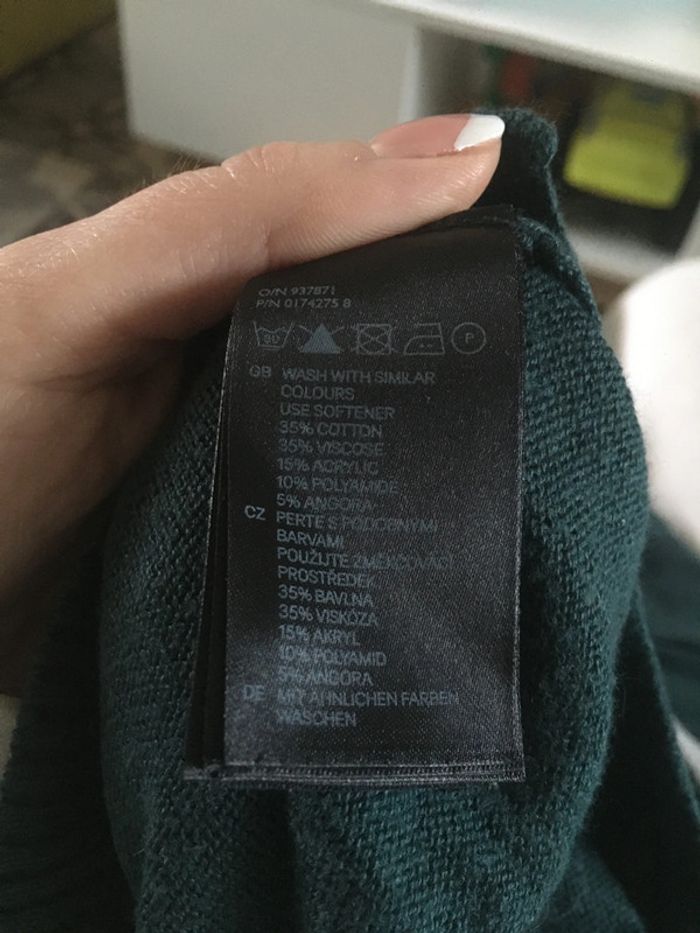 O/N 937871
P/N 0174275 8
30 P
GB WASH WITH SIMILAR
COLOURS
USE SOFTENER
35% COTTON
35% VISCOSE
15% ACRYLIC
10% POLYAMIDE
5% ANGORA
CZ PERTE S PODOBNÝMI
BARVAMI
POUŽIJTE ZMĚKČOVACÍ
PROSTŘEDEK
35% BAVLNA
35% VISKÓZA
15% AKRYL
10% POLYAMID
5% ANGORA
DE MIT ÄHNLICHEN FARBEN
WASCHEN